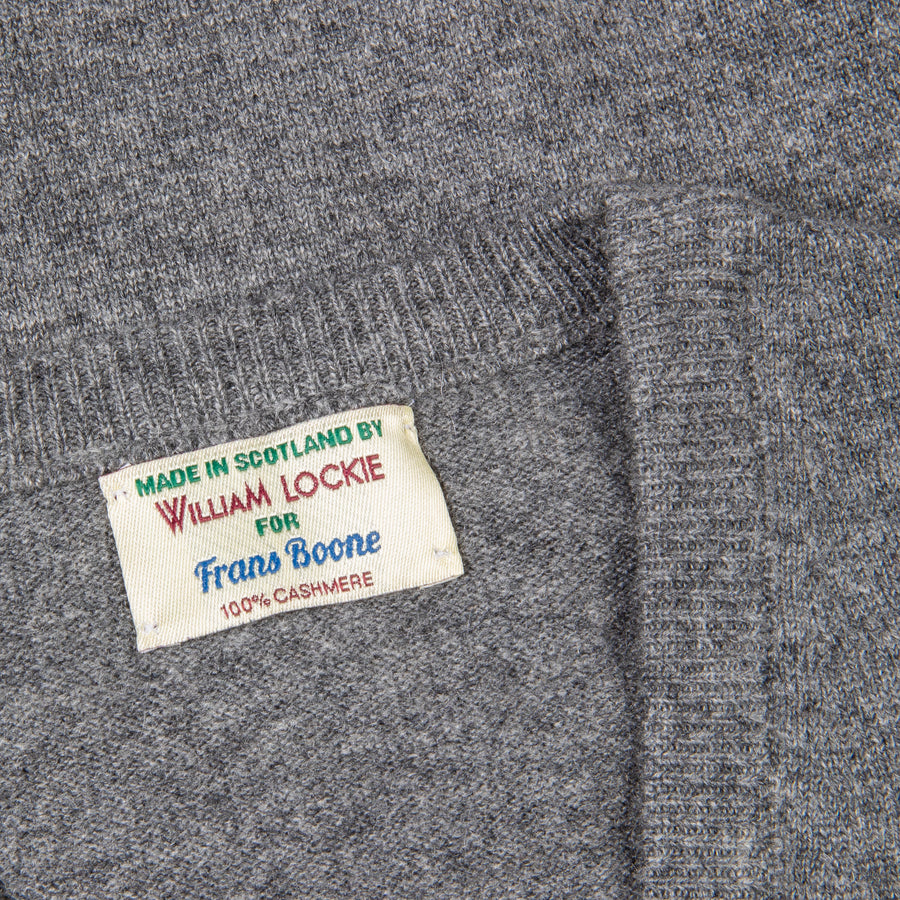 MADE IN SCOTLAND BY
WILLIAM LOCKIE
FOR
Frans Boone
100% CASHMERE